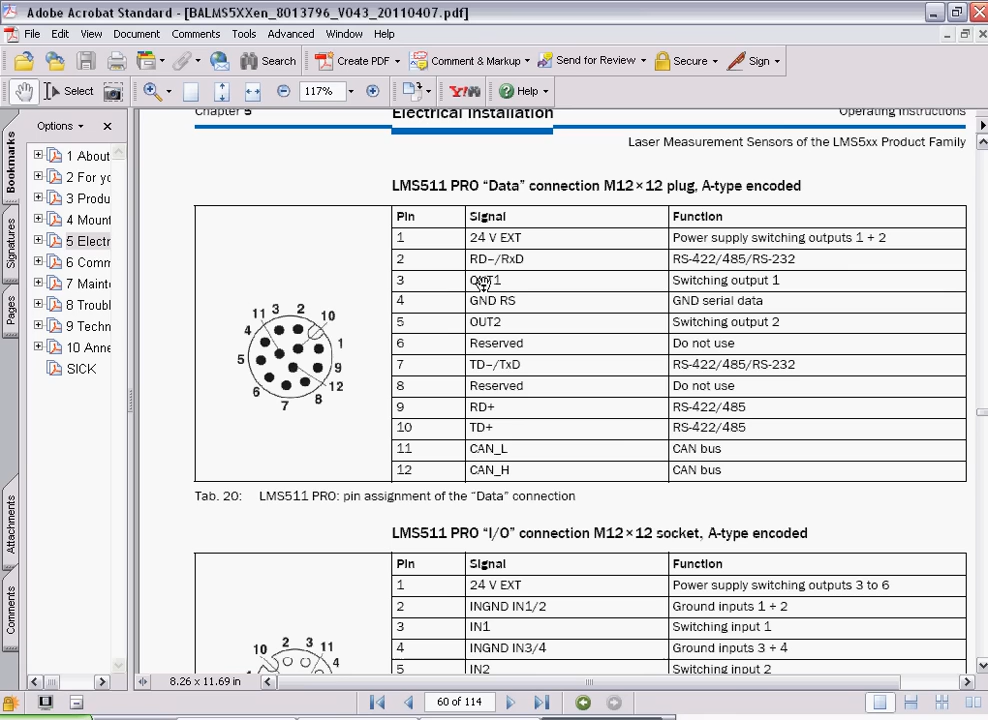 Adobe Acrobat Standard - [BALMS5XXen_8013796_V043_20110407.pdf]
File Edit View Document Comments Tools Advanced Window Help
Search Create PDF Comment & Markup Send for Review Secure Sign
Select 117% Y! Help
Options
Bookmarks
Signatures
Pages
Attachments
Comments
1 About
2 For yo
3 Produ
4 Mount
5 Electr
6 Comm
7 Maint
8 Troubl
9 Techn
10 Anne
SICK
Chapter 5 Electrical Installation Operating Instructions
Laser Measurement Sensors of the LMS5xx Product Family
LMS511 PRO “Data” connection M12×12 plug, A-type encoded
Pin Signal Function
1 24 V EXT Power supply switching outputs 1 + 2
2 RD–/RxD RS-422/485/RS-232
3 OUT1 Switching output 1
4 GND RS GND serial data
5 OUT2 Switching output 2
6 Reserved Do not use
7 TD–/TxD RS-422/485/RS-232
8 Reserved Do not use
9 RD+ RS-422/485
10 TD+ RS-422/485
11 CAN_L CAN bus
12 CAN_H CAN bus
11 3 2 10
4 1
5 9
12
6 7 8
Tab. 20: LMS511 PRO: pin assignment of the “Data” connection
LMS511 PRO “I/O” connection M12×12 socket, A-type encoded
Pin Signal Function
1 24 V EXT Power supply switching outputs 3 to 6
2 INGND IN1/2 Ground inputs 1 + 2
3 IN1 Switching input 1
4 INGND IN3/4 Ground inputs 3 + 4
5 IN2 Switching input 2
10 2 3 11
4
8.26 x 11.69 in
60 of 114